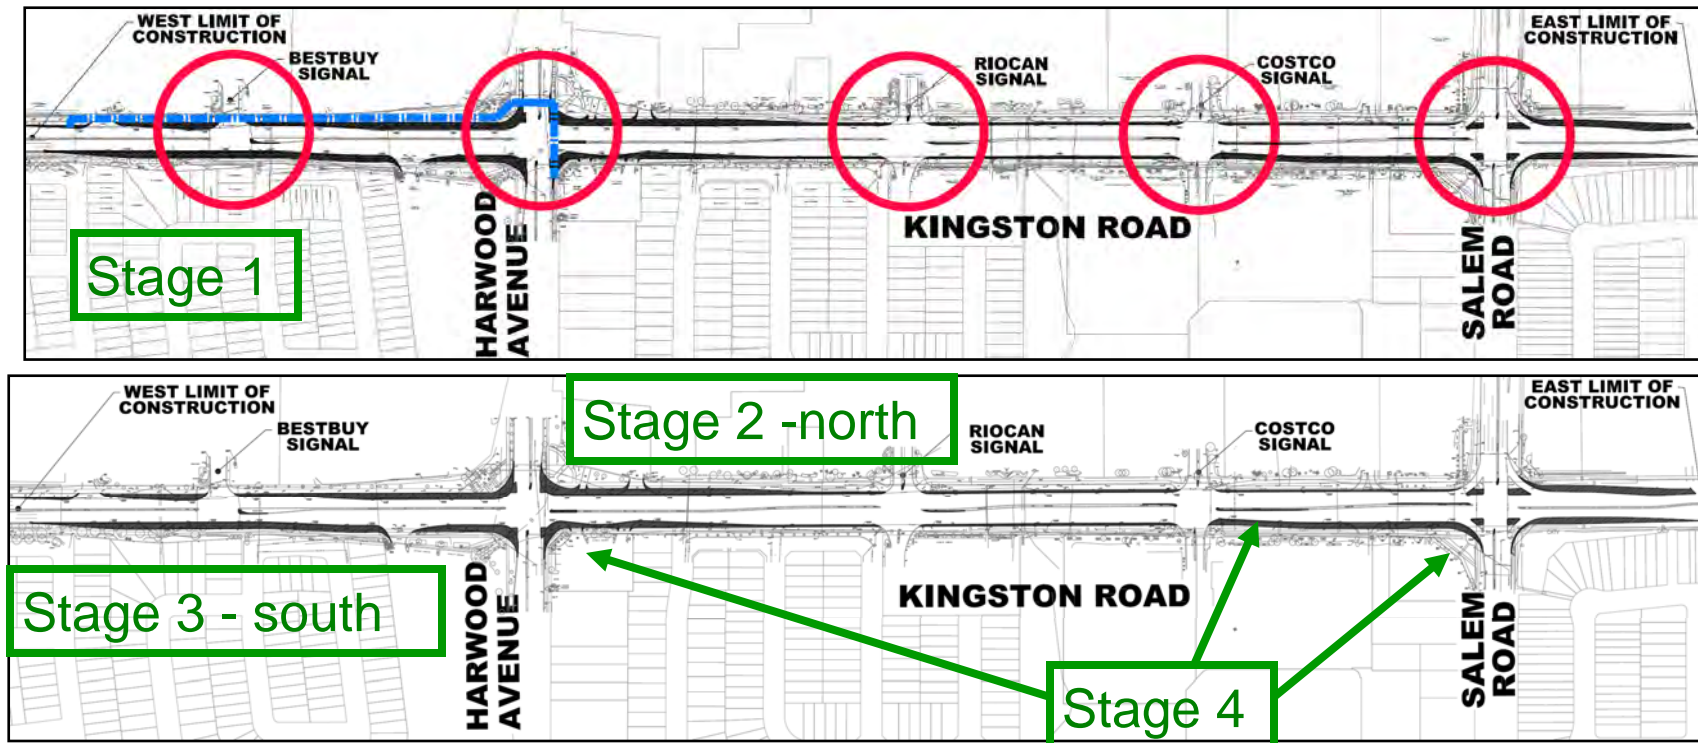 WEST LIMIT OF
CONSTRUCTION
BESTBUY
SIGNAL
RIOCAN
SIGNAL
COSTCO
SIGNAL
EAST LIMIT OF
CONSTRUCTION
Stage 1
HARWOOD
AVENUE
KINGSTON ROAD
SALEM
ROAD
WEST LIMIT OF
CONSTRUCTION
BESTBUY
SIGNAL
Stage 2 -north
RIOCAN
SIGNAL
COSTCO
SIGNAL
EAST LIMIT OF
CONSTRUCTION
Stage 3 - south
HARWOOD
AVENUE
KINGSTON ROAD
SALEM
ROAD
Stage 4